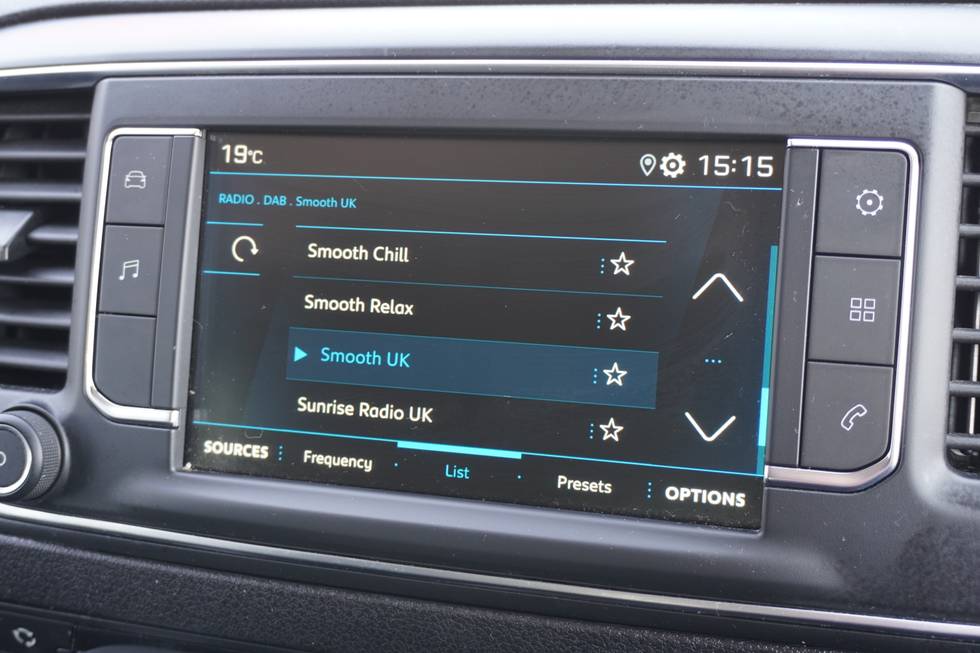 19°C 15:15
RADIO . DAB . Smooth UK
Smooth Chill
Smooth Relax
Smooth UK
Sunrise Radio UK
SOURCES Frequency List Presets OPTIONS